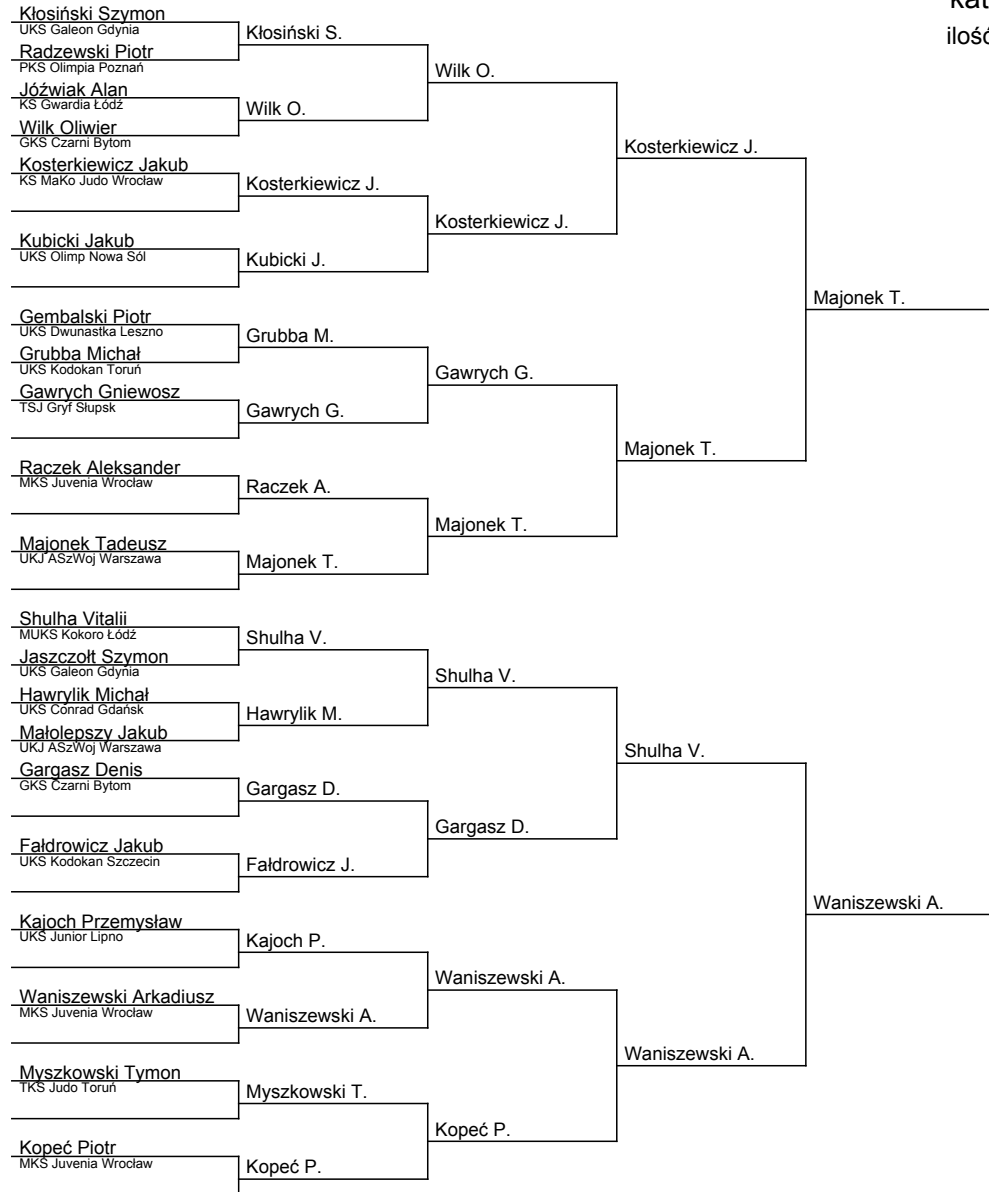 kat
ilość
Kłosiński Szymon
UKS Galeon Gdynia
Radzewski Piotr
PKS Olimpia Poznań
Jóźwiak Alan
KS Gwardia Łódź
Wilk Oliwier
GKS Czarni Bytom
Kosterkiewicz Jakub
KS MaKo Judo Wrocław
Kubicki Jakub
UKS Olimp Nowa Sól
Gembalski Piotr
UKS Dwunastka Leszno
Grubba Michał
UKS Kodokan Toruń
Gawrych Gniewosz
TSJ Gryf Słupsk
Raczek Aleksander
MKS Juvenia Wrocław
Majonek Tadeusz
UKJ ASzWoj Warszawa
Shulha Vitalii
MUKS Kokoro Łódź
Jaszczołt Szymon
UKS Galeon Gdynia
Hawrylik Michał
UKS Conrad Gdańsk
Małolepszy Jakub
UKJ ASzWoj Warszawa
Gargasz Denis
GKS Czarni Bytom
Fałdrowicz Jakub
UKS Kodokan Szczecin
Kajoch Przemysław
UKS Junior Lipno
Waniszewski Arkadiusz
MKS Juvenia Wrocław
Myszkowski Tymon
TKS Judo Toruń
Kopeć Piotr
MKS Juvenia Wrocław
Kłosiński S.
Wilk O.
Kosterkiewicz J.
Kubicki J.
Grubba M.
Gawrych G.
Raczek A.
Majonek T.
Shulha V.
Hawrylik M.
Gargasz D.
Fałdrowicz J.
Kajoch P.
Waniszewski A.
Myszkowski T.
Kopeć P.
Wilk O.
Kosterkiewicz J.
Gawrych G.
Majonek T.
Shulha V.
Gargasz D.
Waniszewski A.
Kopeć P.
Kosterkiewicz J.
Majonek T.
Shulha V.
Waniszewski A.
Majonek T.
Waniszewski A.